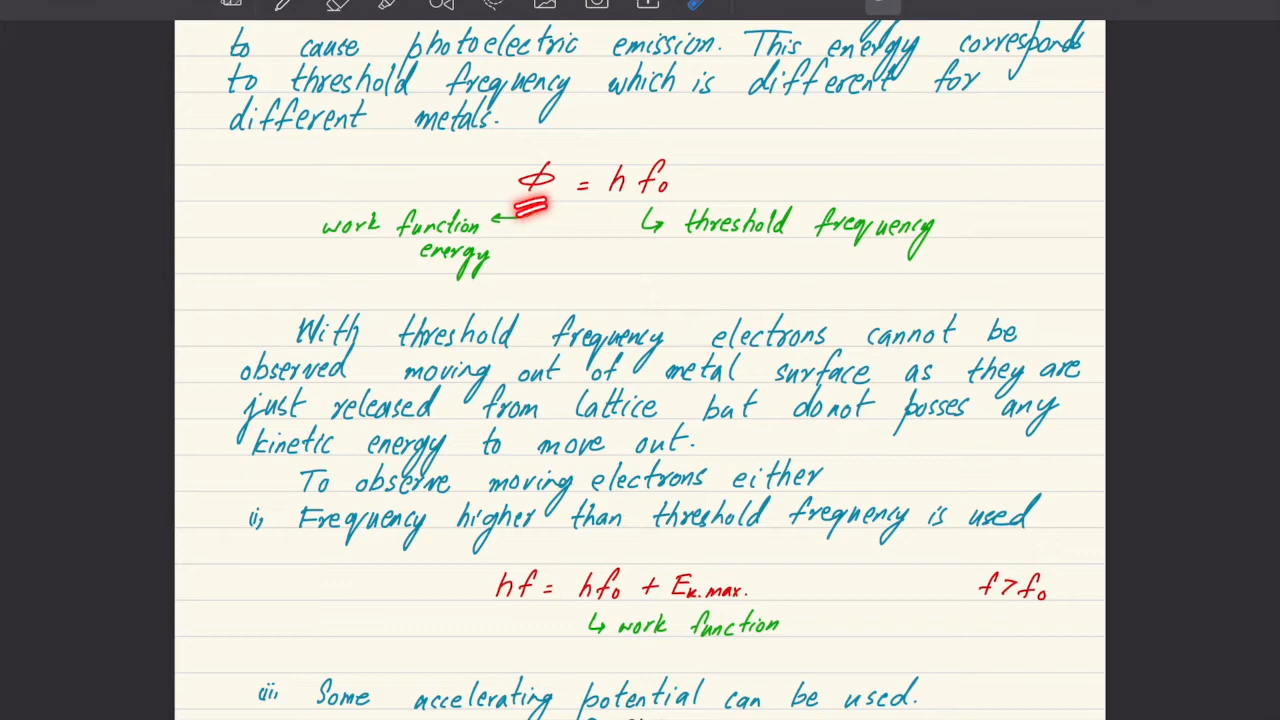 to cause photoelectric emission. This energy corresponds
to threshold frequency which is different for
different metals.
ϕ = h f₀
work function
energy
↳ threshold frequency
With threshold frequency electrons cannot be
observed moving out of metal surface as they are
just released from lattice but do not posses any
kinetic energy to move out.
To observe moving electrons either
(i), Frequency higher than threshold frequency is used
hf = hf₀ + Eₖ.max. f > f₀
↳ work function
(ii), Some accelerating potential can be used.